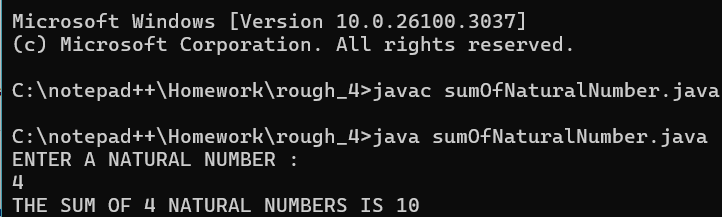 Microsoft Windows [Version 10.0.26100.3037]
(c) Microsoft Corporation. All rights reserved.
C:\notepad++\Homework\rough_4>javac sumOfNaturalNumber.java
C:\notepad++\Homework\rough_4>java sumOfNaturalNumber.java
ENTER A NATURAL NUMBER :
4
THE SUM OF 4 NATURAL NUMBERS IS 10